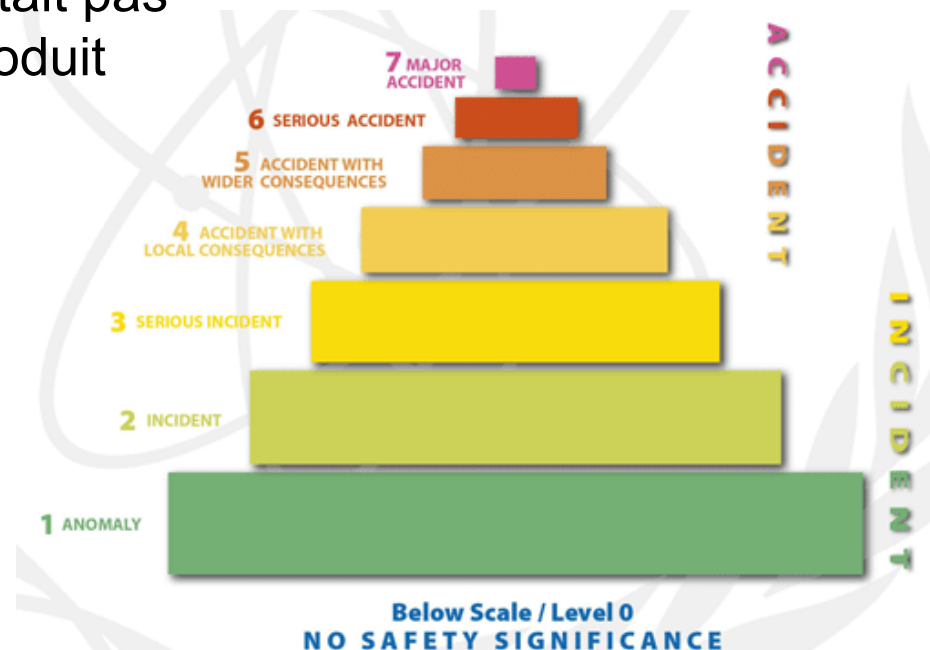 7 MAJOR
ACCIDENT
6 SERIOUS ACCIDENT
5 ACCIDENT WITH
WIDER CONSEQUENCES
4 ACCIDENT WITH
LOCAL CONSEQUENCES
3 SERIOUS INCIDENT
2 INCIDENT
1 ANOMALY
Below Scale / Level 0
NO SAFETY SIGNIFICANCE
ACCIDENT
INCIDENT